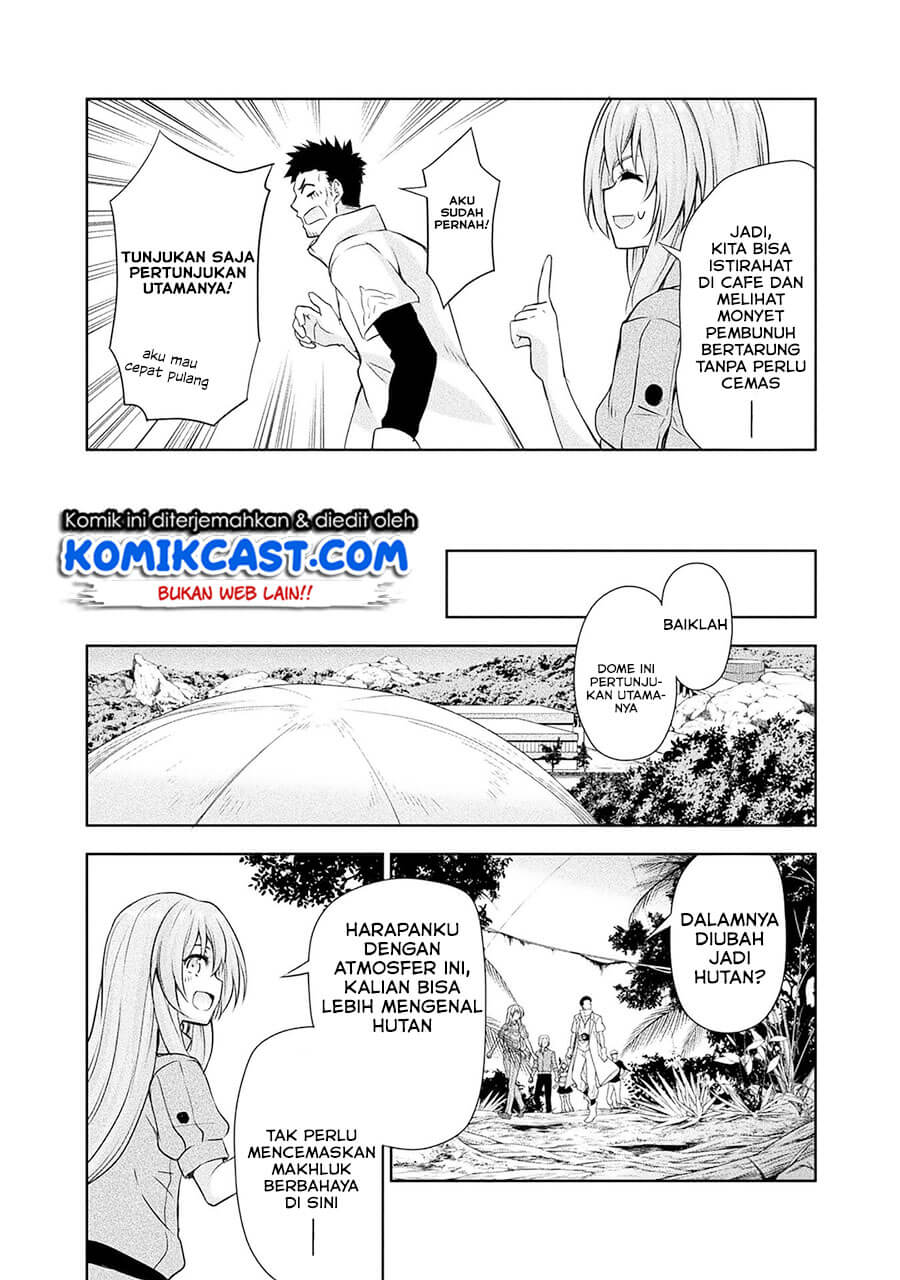 JADI,
KITA BISA
ISTIRAHAT
DI CAFE DAN
MELIHAT
MONYET
PEMBUNUH
BERTARUNG
TANPA PERLU
CEMAS
AKU
SUDAH
PERNAH!
TUNJUKAN SAJA
PERTUNJUKAN
UTAMANYA!
aku mau
cepat pulang
Komik ini diterjemahkan & diedit oleh
KOMIKCAST.COM
BUKAN WEB LAIN!!
BAIKLAH
DOME INI
PERTUNJU-
KAN UTAMA-
NYA
DALAMNYA
DIUBAH
JADI
HUTAN?
HARAPANKU
DENGAN
ATMOSFER INI,
KALIAN BISA
LEBIH MENGENAL
HUTAN
TAK PERLU
MENCEMASKAN
MAKHLUK
BERBAHAYA
DI SINI